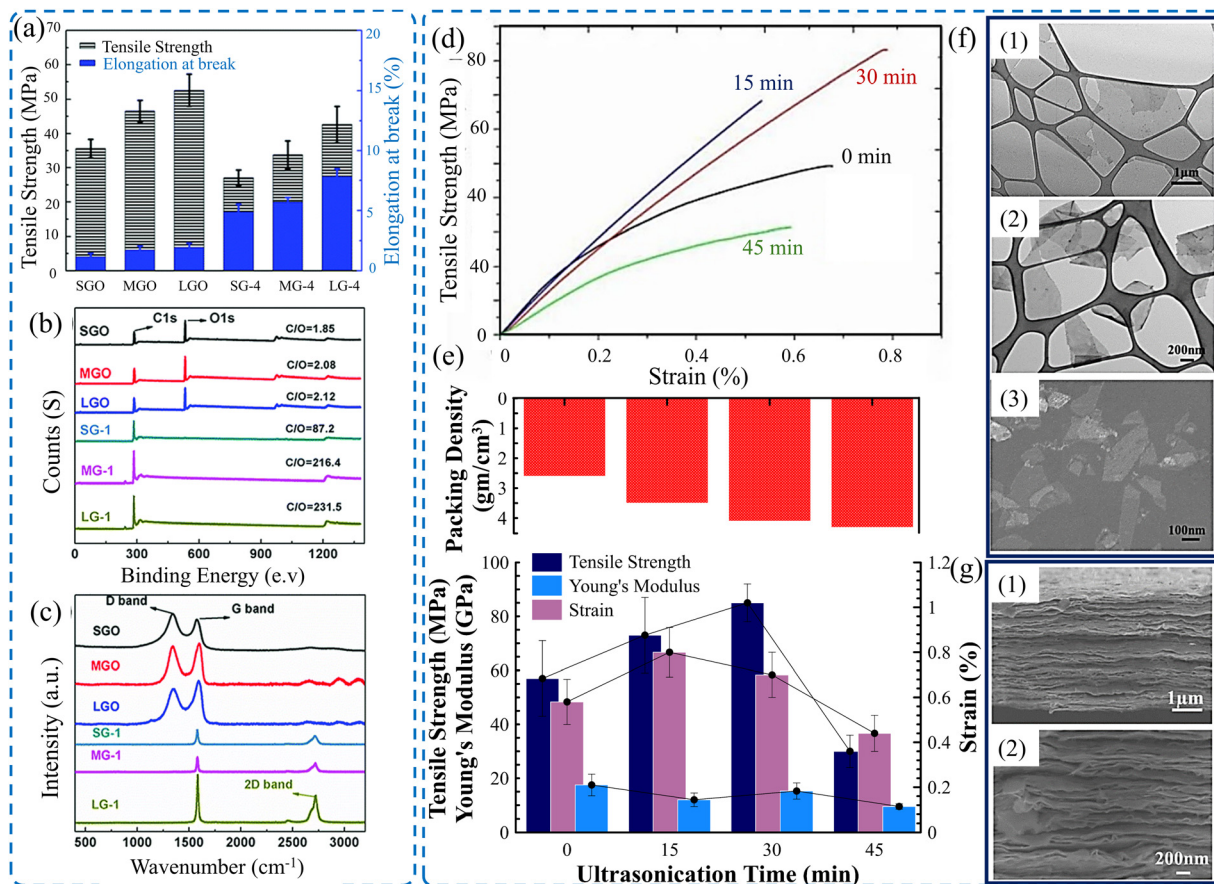 (a)
70
60
50
40
30
20
10
0
Tensile Strength (MPa)
Tensile Strength
Elongation at break
20
15
10
5
0
Elongation at break (%)
SGO MGO LGO SG-4 MG-4 LG-4
(b)
SGO
C1s
O1s
C/O=1.85
MGO
C/O=2.08
LGO
C/O=2.12
SG-1
C/O=87.2
MG-1
C/O=216.4
LG-1
C/O=231.5
Counts (S)
0 300 600 900 1200
Binding Energy (e.v)
(c)
D band
G band
SGO
MGO
LGO
SG-1
MG-1
2D band
LG-1
Intensity (a.u.)
500 1000 1500 2000 2500 3000
Wavenumber (cm-1)
(d)
80
60
40
40
0
Tensile Strength (MPa)
15 min
30 min
0 min
45 min
0 0.2 0.4 0.6 0.8
Strain (%)
(e)
0
1
2
3
4
Packing Density
(gm/cm³)
Tensile Strength
Young's Modulus
Strain
100
90
80
60
40
20
10
0
Tensile Strength (MPa)
Young's Modulus (GPa)
1.2
1
0.8
0.6
0.4
0.2
0
Strain (%)
0 15 30 45
Ultrasonication Time (min)
(f)
(1)
1μm
(2)
200nm
(3)
100nm
(g)
(1)
1μm
(2)
200nm